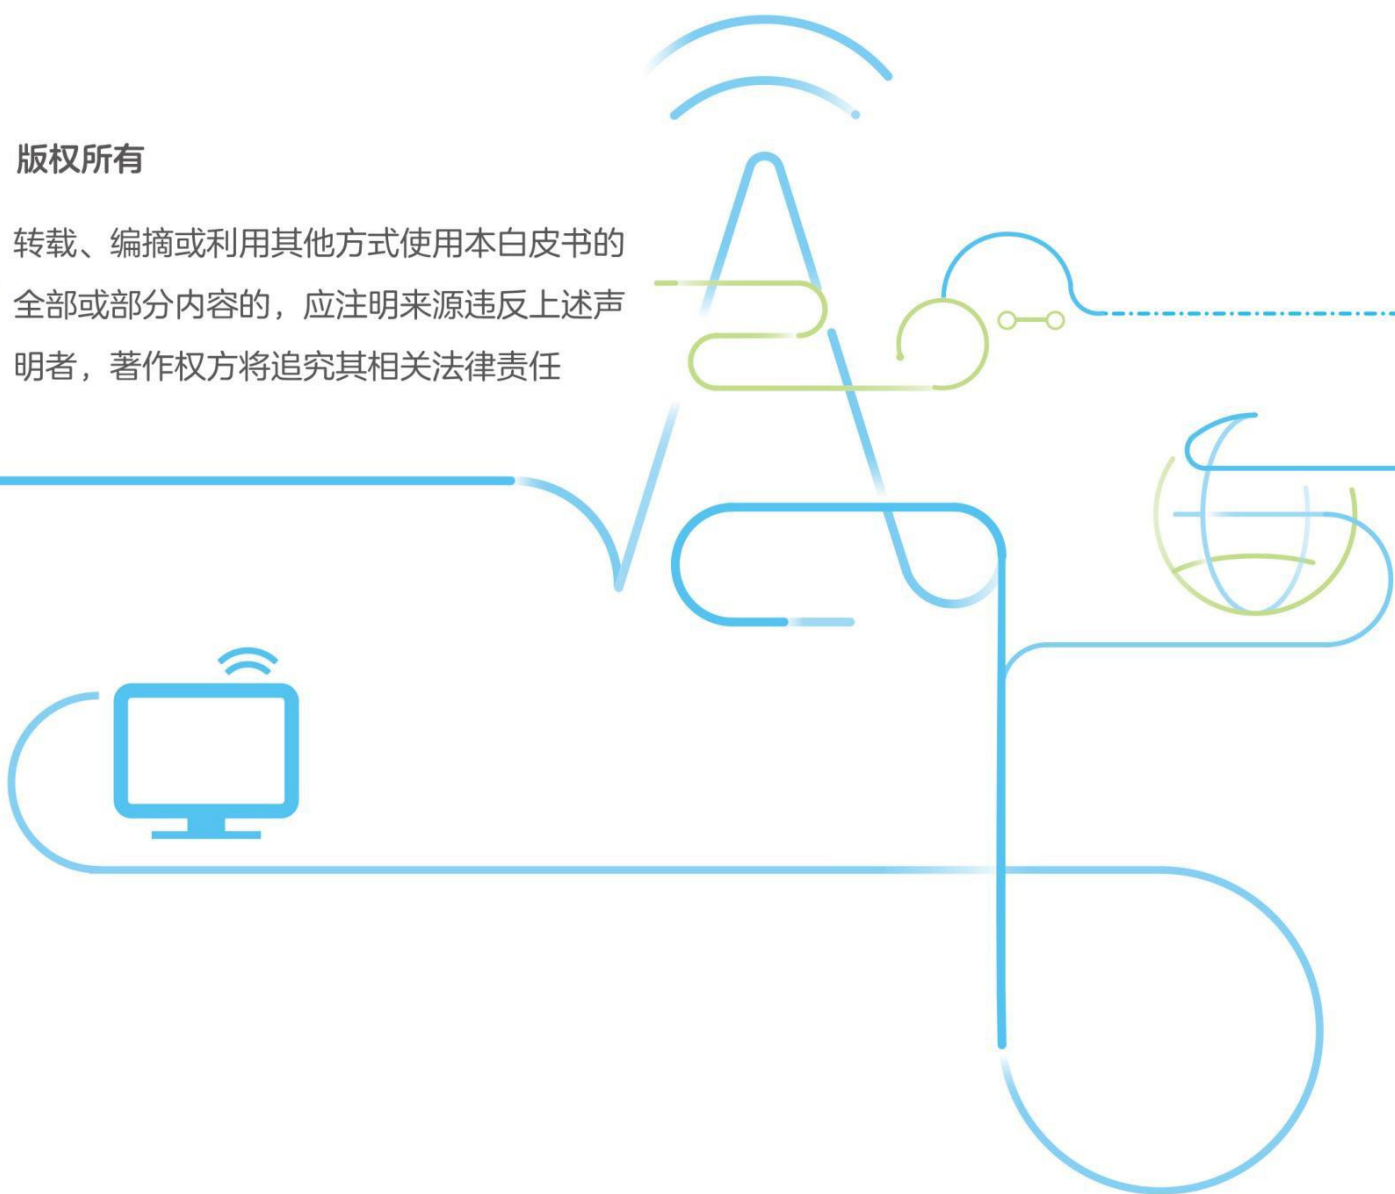 版权所有
转载、编摘或利用其他方式使用本白皮书的
全部或部分内容的，应注明来源违反上述声
明者，著作权方将追究其相关法律责任